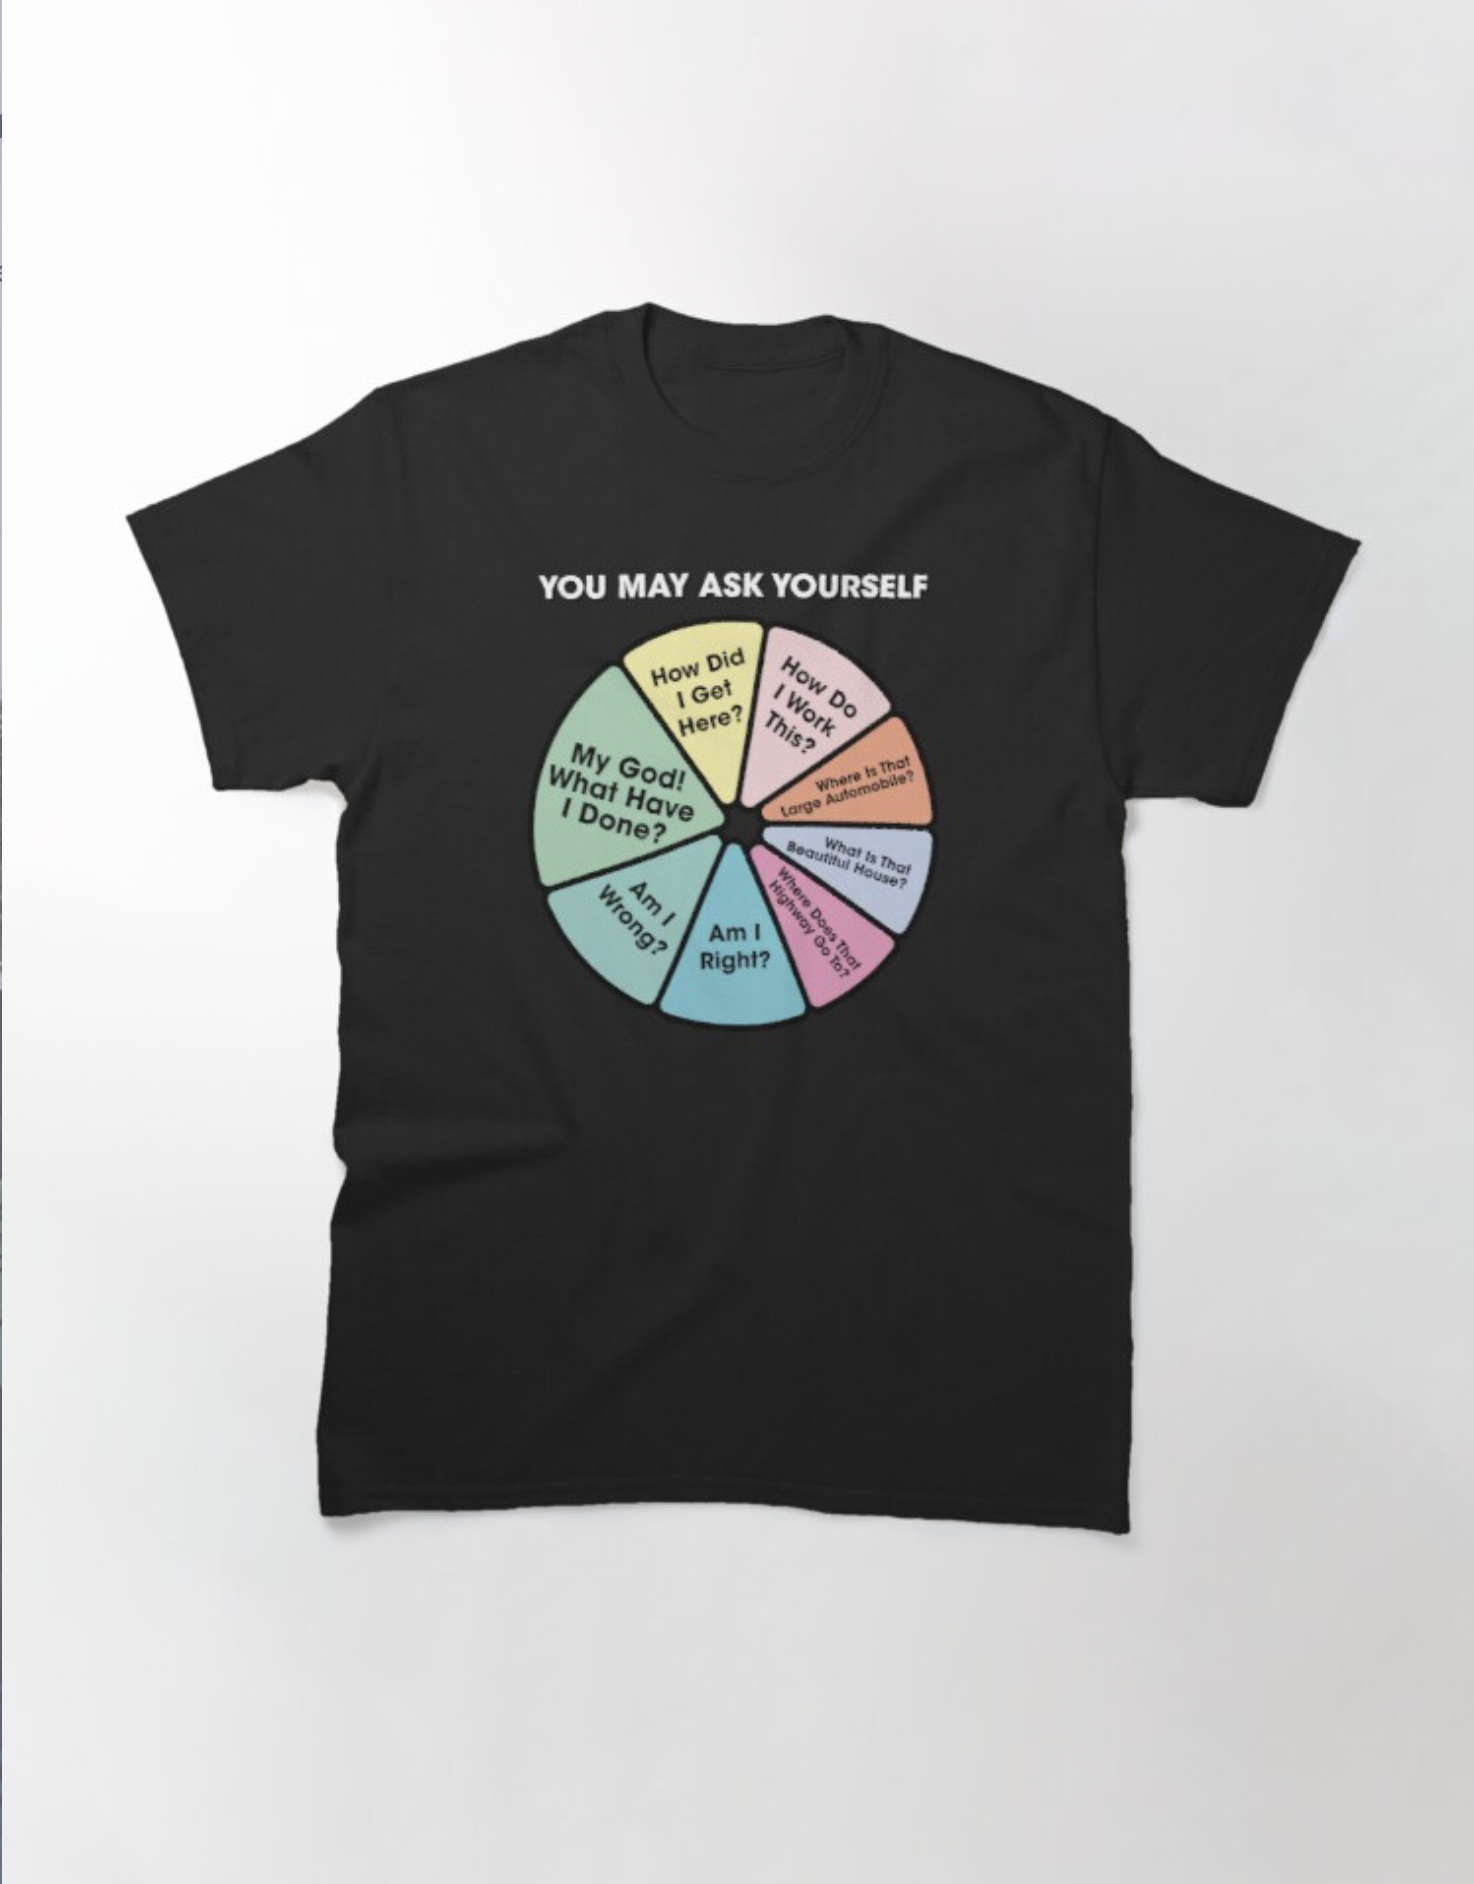 YOU MAY ASK YOURSELF
How Did
I Get
Here?
How Do
I Work
This?
Where Is That
Large Automobile?
What Is That
Beautiful House?
Where Does That
Highway Go To?
Am I
Right?
Am I
Wrong?
My God!
What Have
I Done?